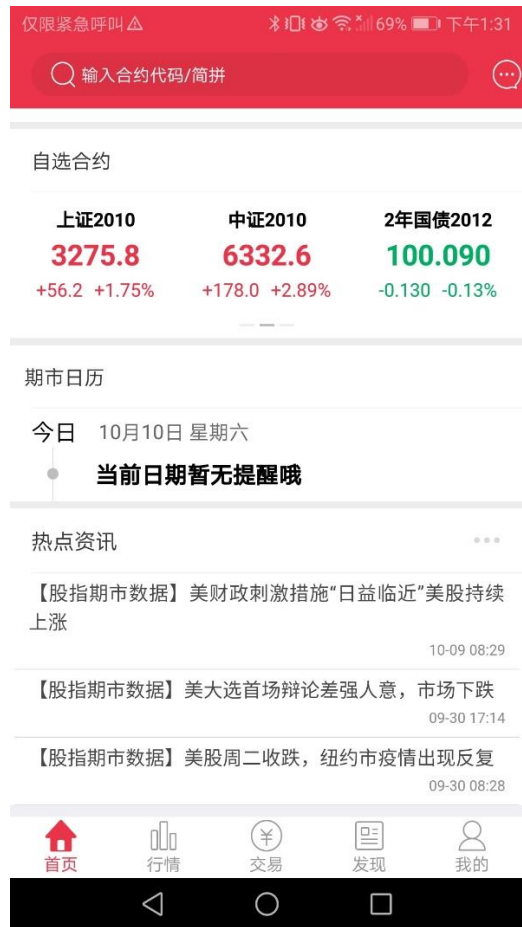 仅限紧急呼叫 69% 下午1:31
输入合约代码/简拼
自选合约
上证2010 中证2010 2年国债2012
3275.8 6332.6 100.090
+56.2 +1.75% +178.0 +2.89% -0.130 -0.13%
期市日历
今日 10月10日 星期六
当前日期暂无提醒哦
热点资讯
【股指期市数据】美财政刺激措施“日益临近”美股持续
上涨
10-09 08:29
【股指期市数据】美大选首场辩论差强人意，市场下跌
09-30 17:14
【股指期市数据】美股周二收跌，纽约市疫情出现反复
09-30 08:28
首页 行情 交易 发现 我的